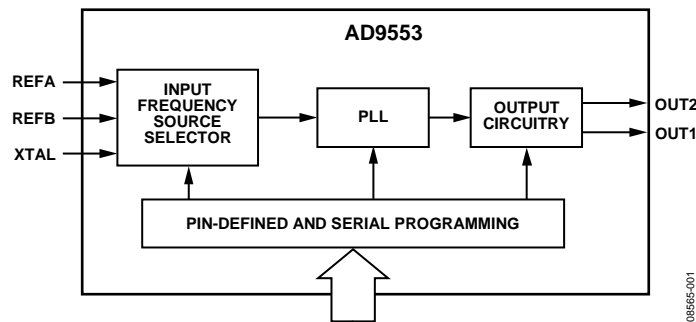 AD9553
REFA
REFB
XTAL
INPUT
FREQUENCY
SOURCE
SELECTOR
PLL
OUTPUT
CIRCUITRY
OUT2
OUT1
PIN-DEFINED AND SERIAL PROGRAMMING
08565-001